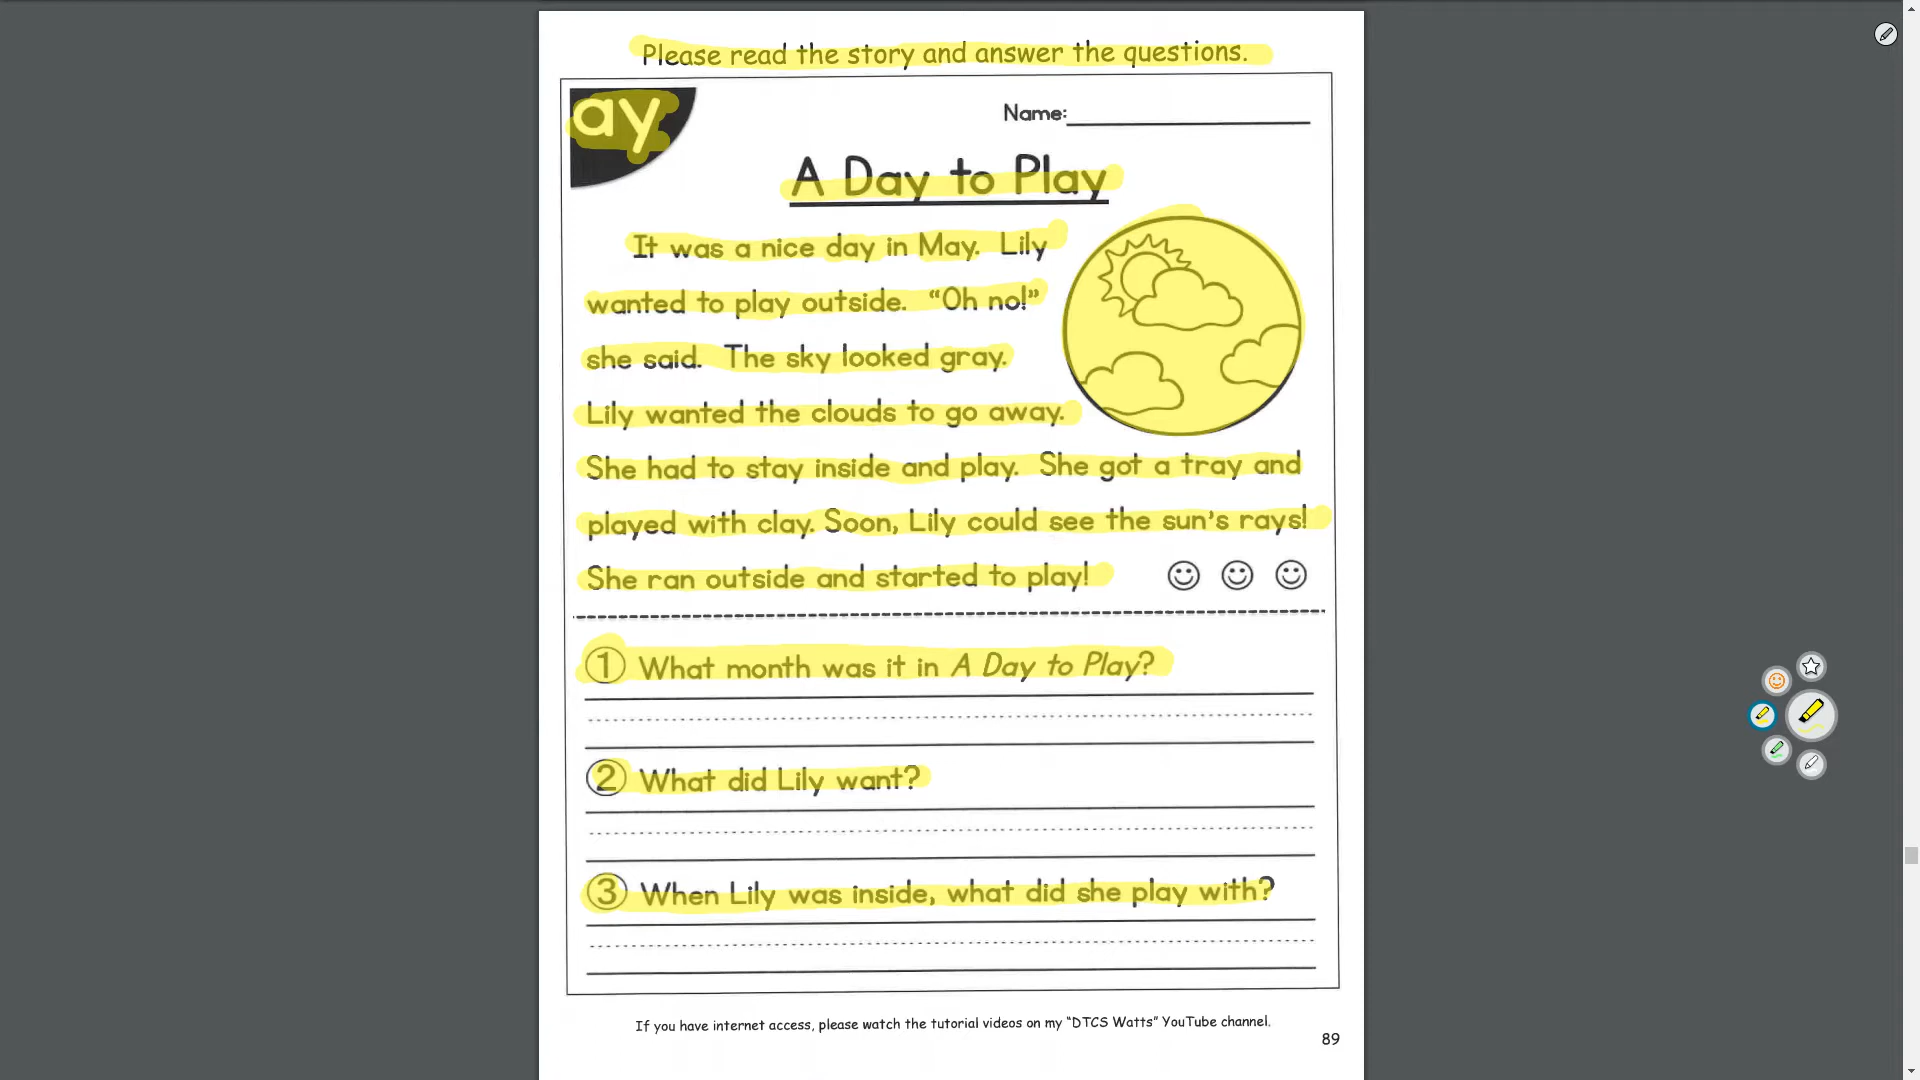 Please read the story and answer the questions.
ay
Name:
A Day to Play
It was a nice day in May. Lily
wanted to play outside. “Oh no!”
she said. The sky looked gray.
Lily wanted the clouds to go away.
She had to stay inside and play. She got a tray and
played with clay. Soon, Lily could see the sun's rays!
She ran outside and started to play!
1 What month was it in A Day to Play?
2 What did Lily want?
3 When Lily was inside, what did she play with?
If you have internet access, please watch the tutorial videos on my “DTCS Watts” YouTube channel.
89